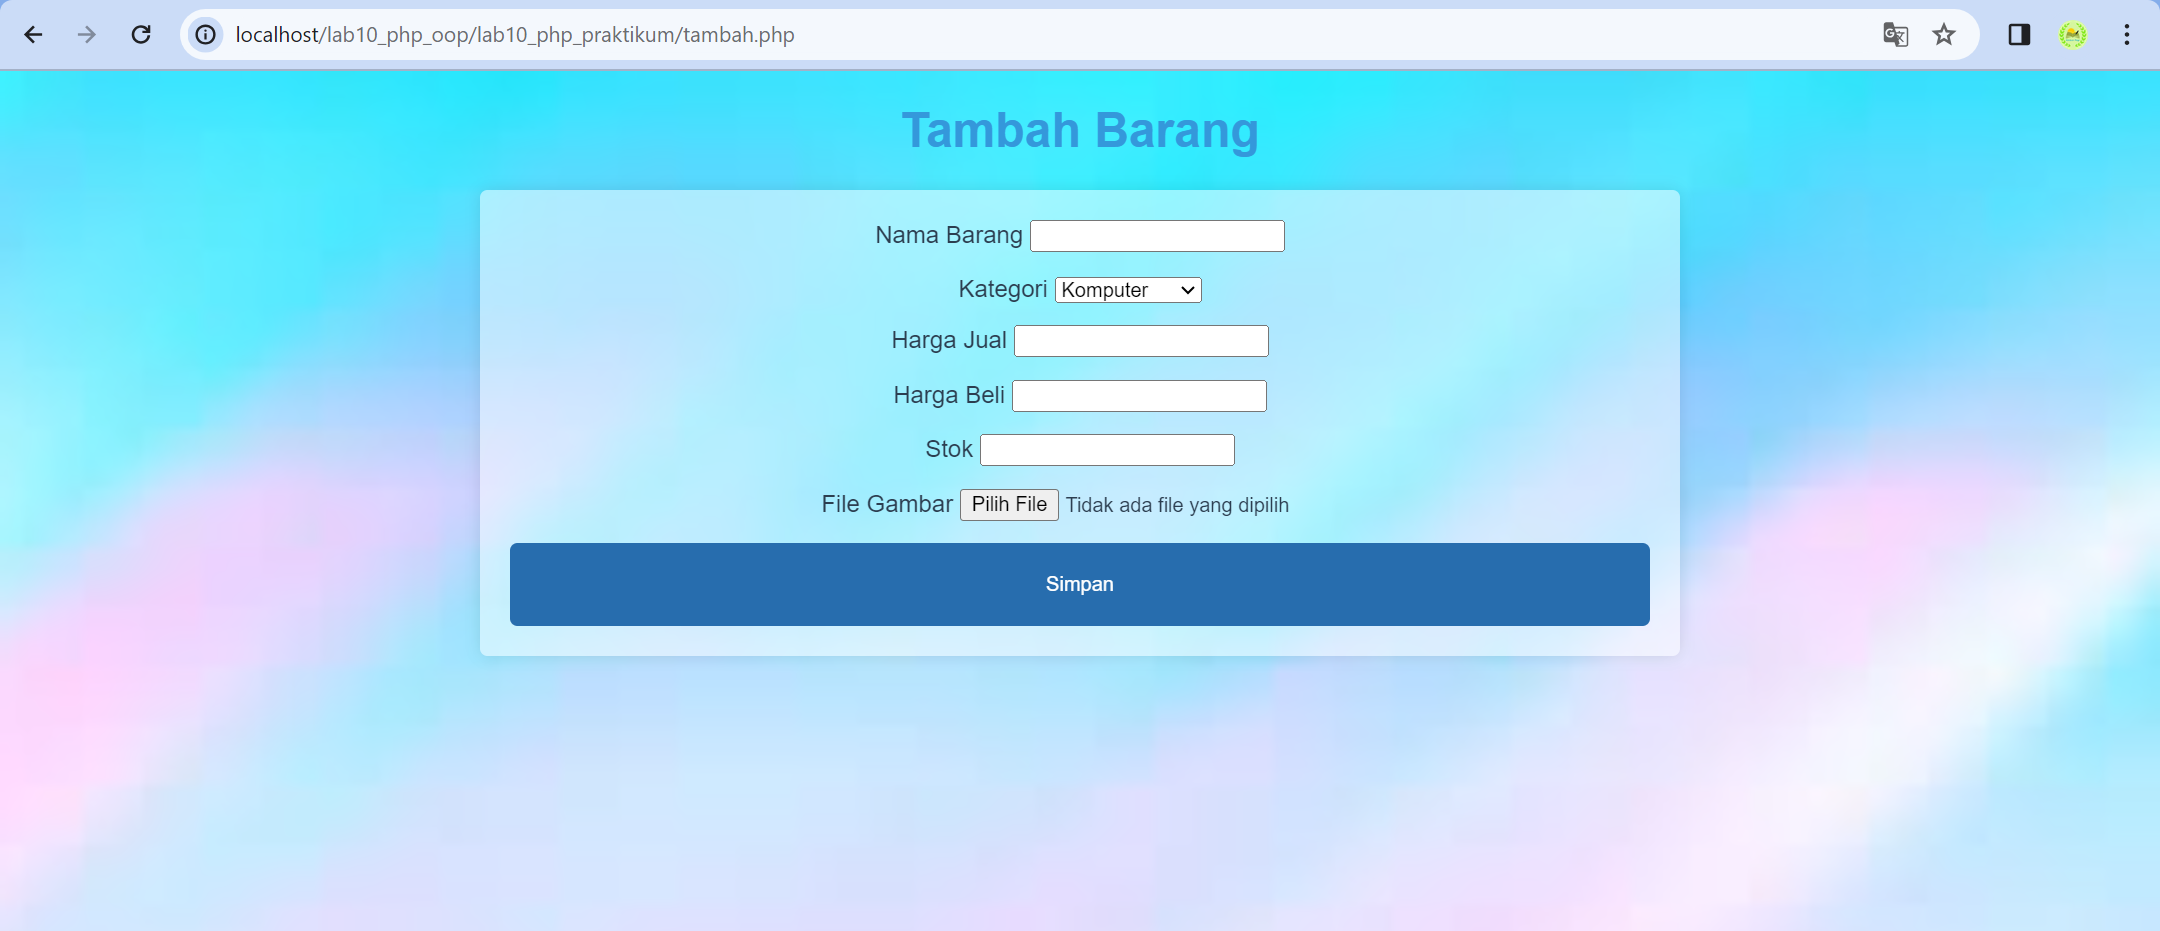 localhost/lab10_php_oop/lab10_php_praktikum/tambah.php
Tambah Barang
Nama Barang
Kategori Komputer
Harga Jual
Harga Beli
Stok
File Gambar Pilih File Tidak ada file yang dipilih
Simpan